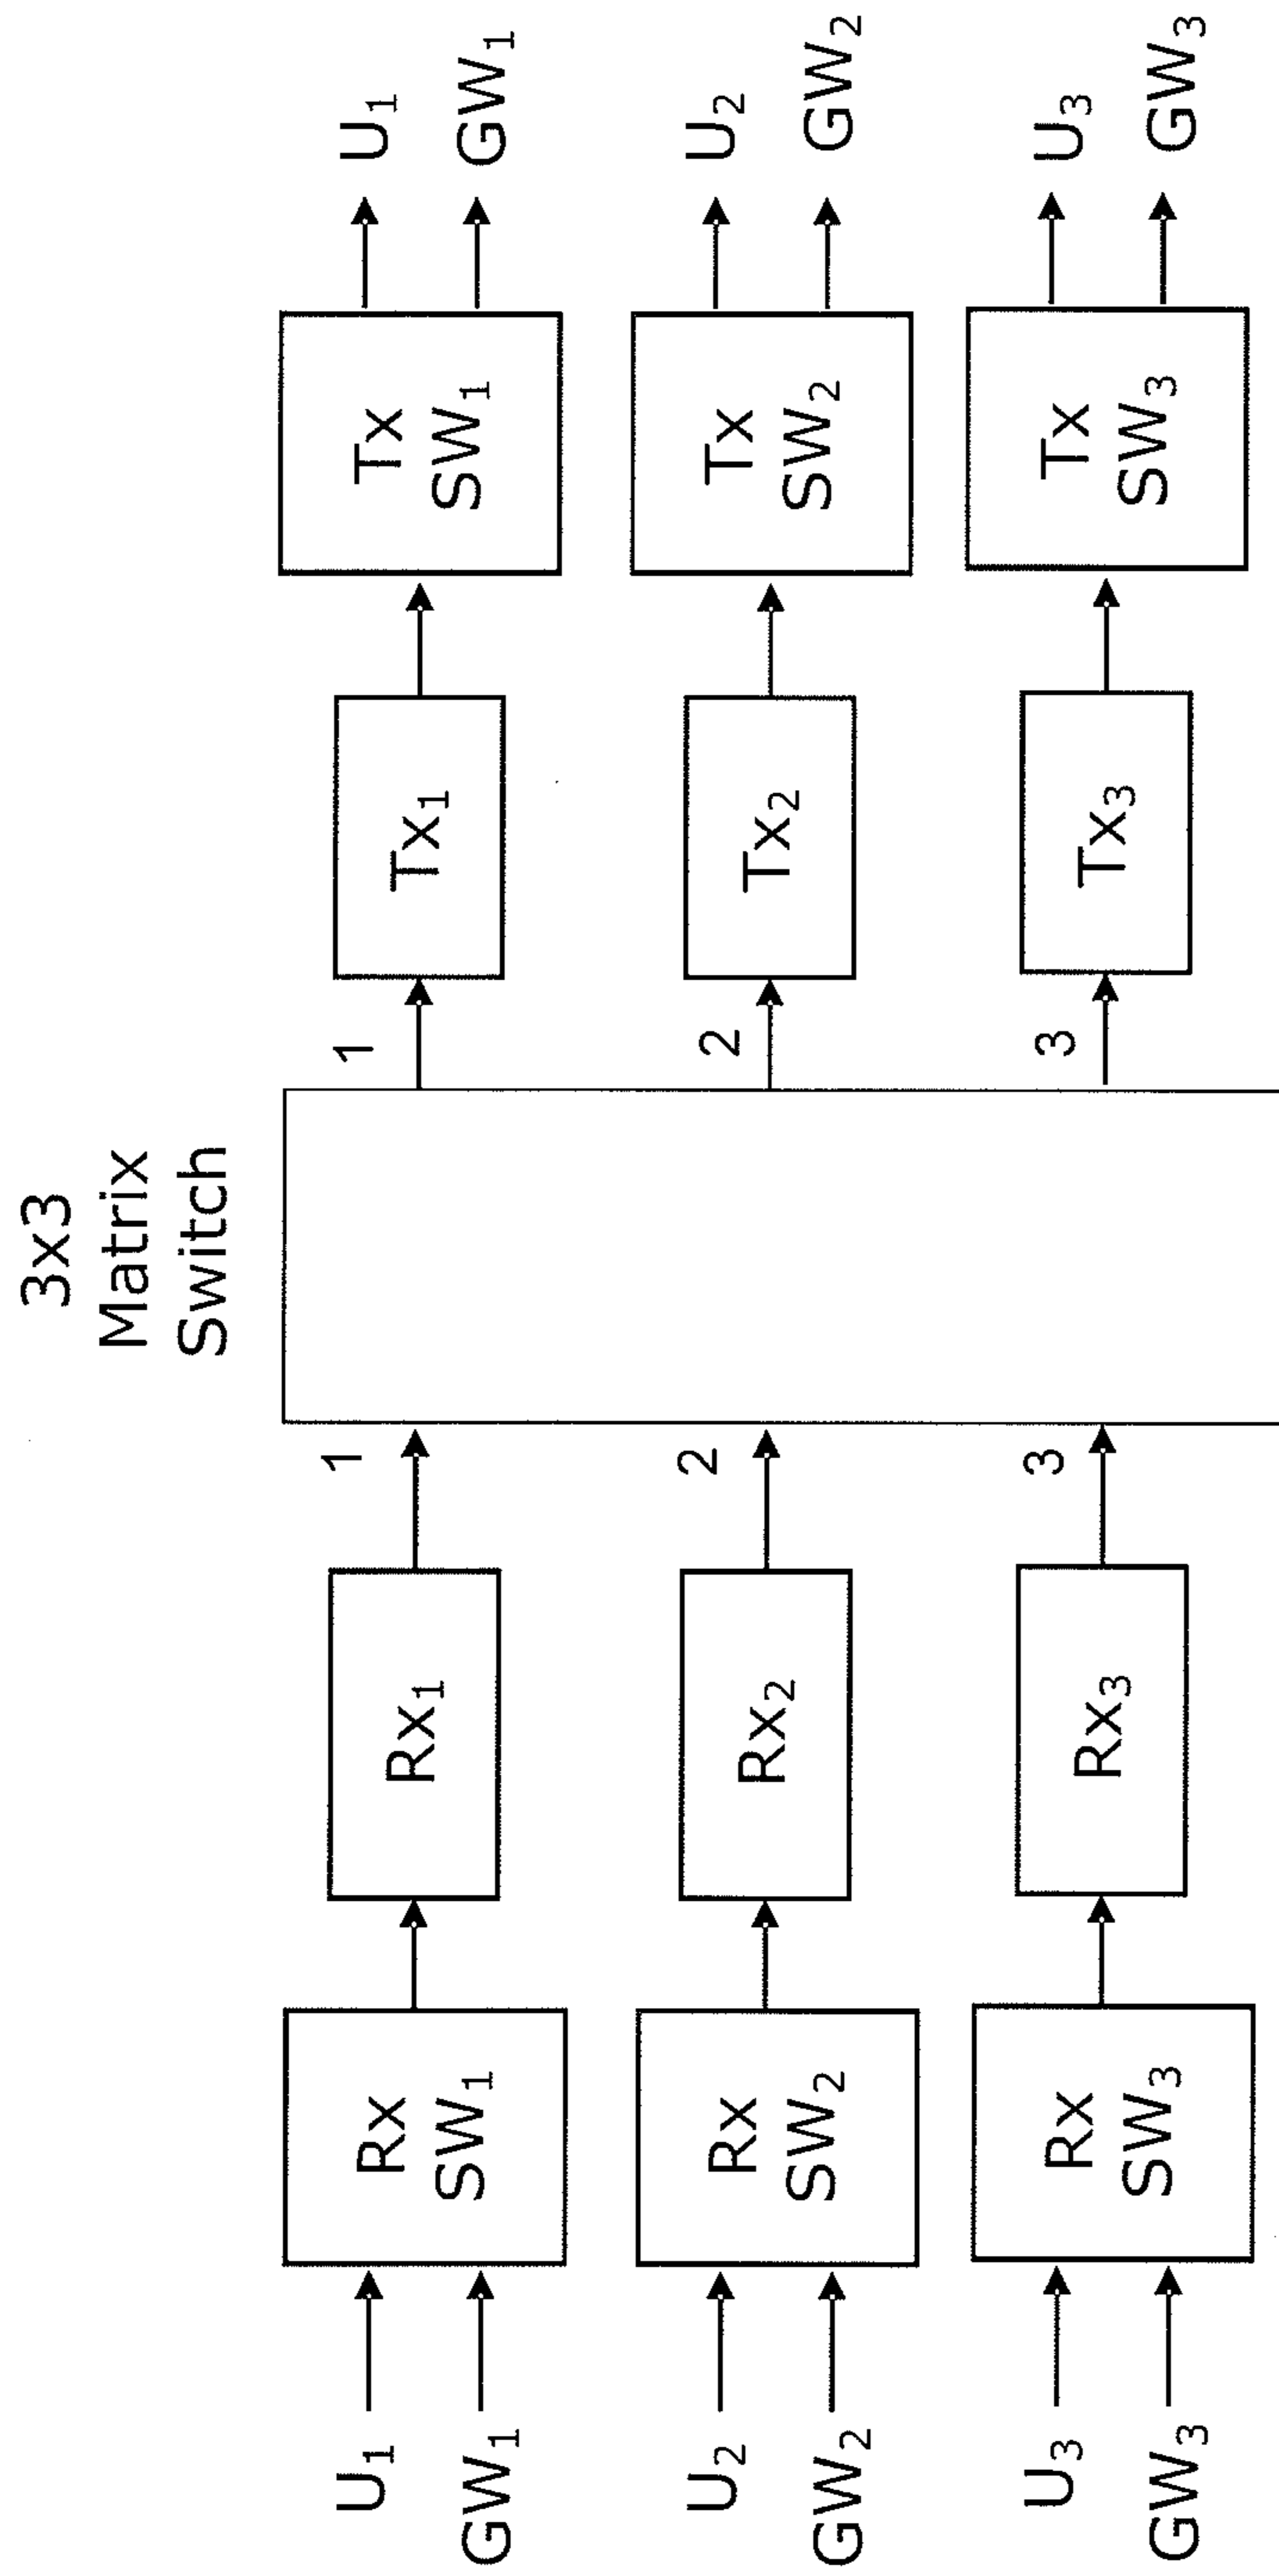 3x3
Matrix
Switch
U₁
GW₁
Rx
SW₁
Rx₁
1
1
Tx₁
Tx
SW₁
U₁
GW₁
U₂
GW₂
Rx
SW₂
Rx₂
2
2
Tx₂
Tx
SW₂
U₂
GW₂
U₃
GW₃
Rx
SW₃
Rx₃
3
3
Tx₃
Tx
SW₃
U₃
GW₃